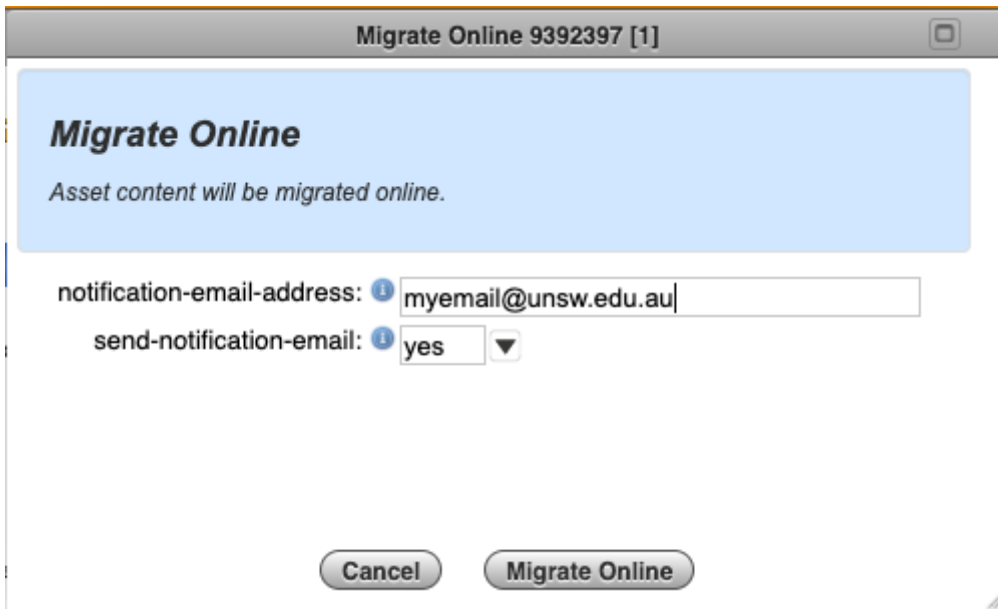 Migrate Online 9392397 [1]
Migrate Online
Asset content will be migrated online.
notification-email-address: myemail@unsw.edu.au
send-notification-email: yes
Cancel Migrate Online